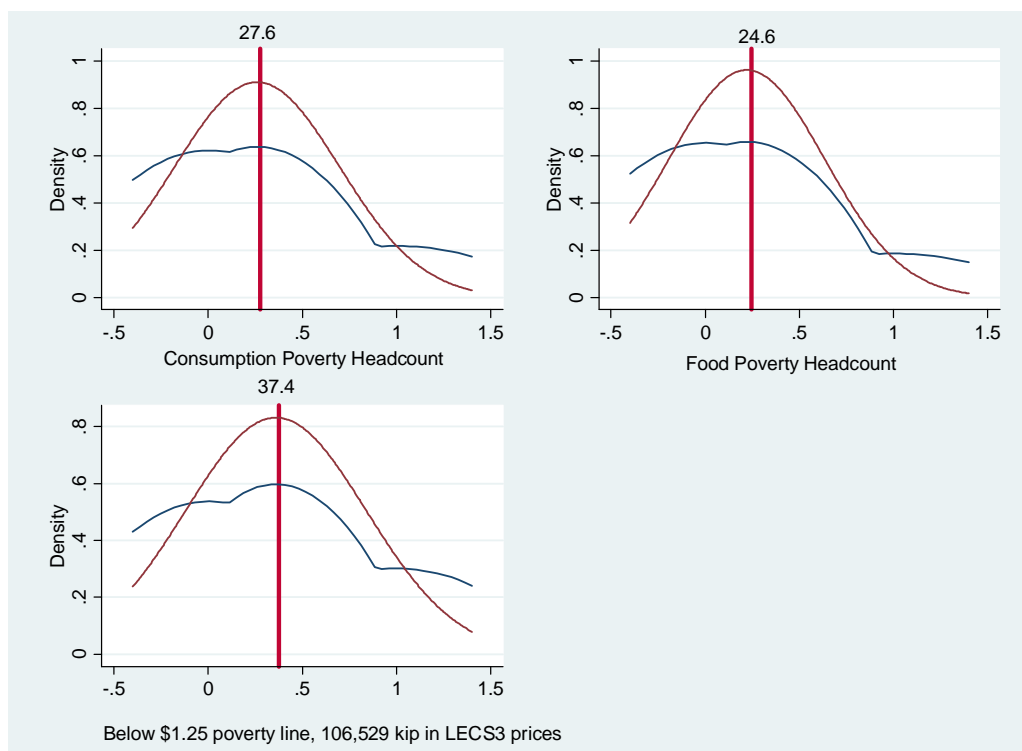 27.6
Density
0 .2 .4 .6 .8 1
-.5 0 .5 1 1.5
Consumption Poverty Headcount
24.6
Density
0 .2 .4 .6 .8 1
-.5 0 .5 1 1.5
Food Poverty Headcount
37.4
Density
0 .2 .4 .6 .8
-.5 0 .5 1 1.5
Below $1.25 poverty line, 106,529 kip in LECS3 prices